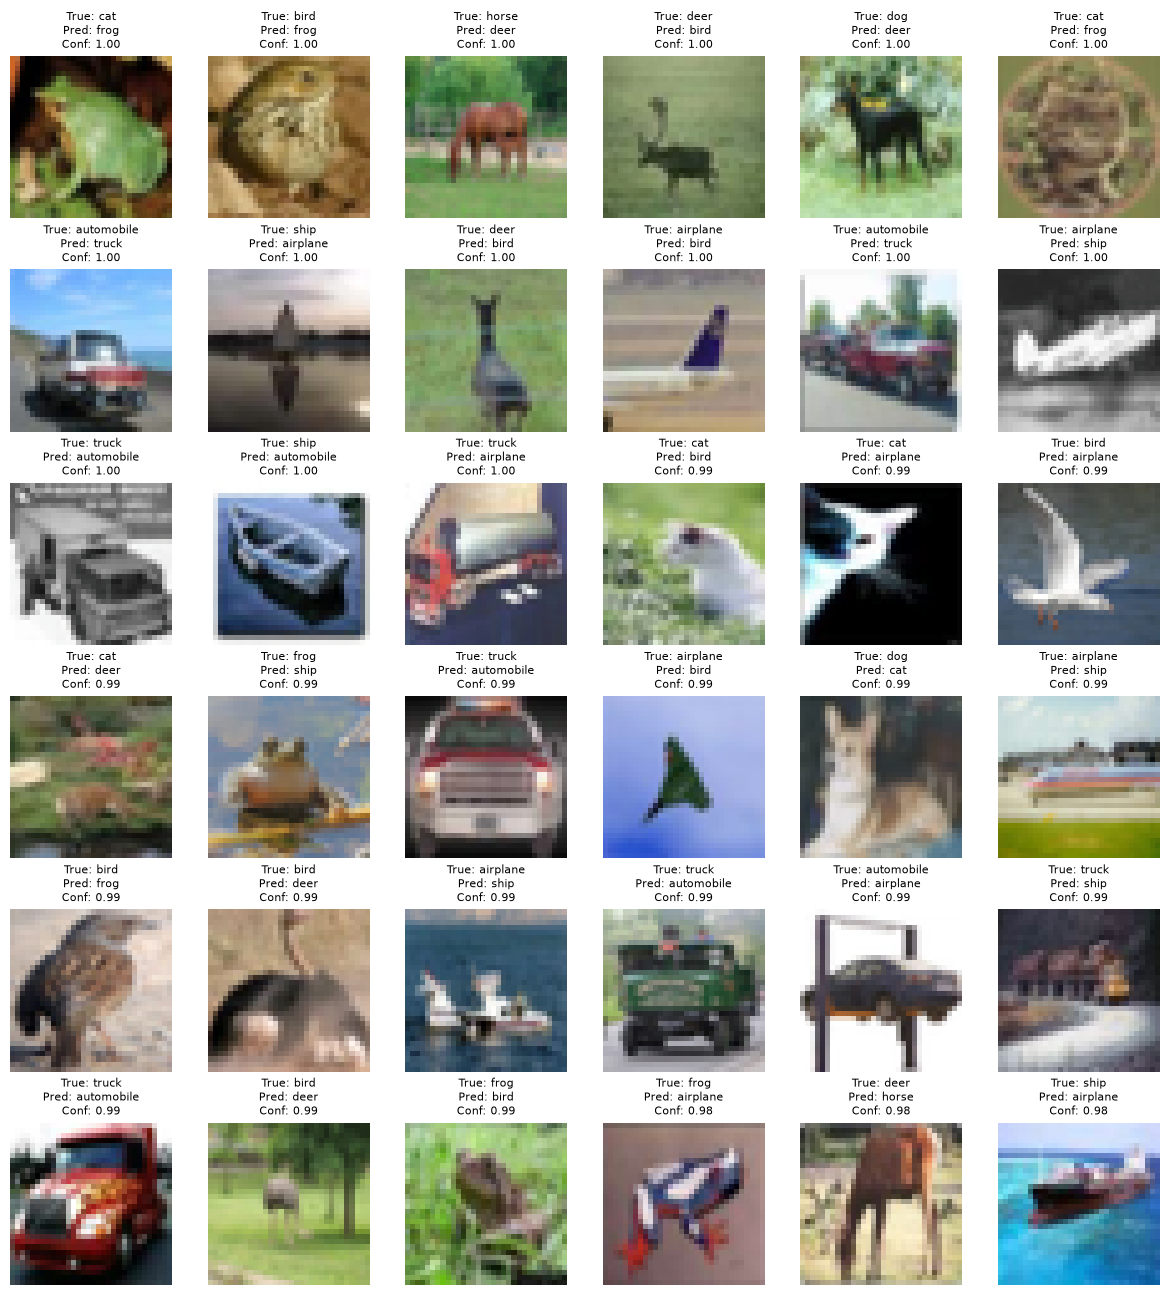 True: cat
Pred: frog
Conf: 1.00
True: bird
Pred: frog
Conf: 1.00
True: horse
Pred: deer
Conf: 1.00
True: deer
Pred: bird
Conf: 1.00
True: dog
Pred: deer
Conf: 1.00
True: cat
Pred: frog
Conf: 1.00
True: automobile
Pred: truck
Conf: 1.00
True: ship
Pred: airplane
Conf: 1.00
True: deer
Pred: bird
Conf: 1.00
True: airplane
Pred: bird
Conf: 1.00
True: automobile
Pred: truck
Conf: 1.00
True: airplane
Pred: ship
Conf: 1.00
True: truck
Pred: automobile
Conf: 1.00
True: ship
Pred: automobile
Conf: 1.00
True: truck
Pred: airplane
Conf: 1.00
True: cat
Pred: bird
Conf: 0.99
True: cat
Pred: airplane
Conf: 0.99
True: bird
Pred: airplane
Conf: 0.99
True: cat
Pred: deer
Conf: 0.99
True: frog
Pred: ship
Conf: 0.99
True: truck
Pred: automobile
Conf: 0.99
True: airplane
Pred: bird
Conf: 0.99
True: dog
Pred: cat
Conf: 0.99
True: airplane
Pred: ship
Conf: 0.99
True: bird
Pred: frog
Conf: 0.99
True: bird
Pred: deer
Conf: 0.99
True: airplane
Pred: ship
Conf: 0.99
True: truck
Pred: automobile
Conf: 0.99
True: automobile
Pred: airplane
Conf: 0.99
True: truck
Pred: ship
Conf: 0.99
True: truck
Pred: automobile
Conf: 0.99
True: bird
Pred: deer
Conf: 0.99
True: frog
Pred: bird
Conf: 0.99
True: frog
Pred: airplane
Conf: 0.98
True: deer
Pred: horse
Conf: 0.98
True: ship
Pred: airplane
Conf: 0.98